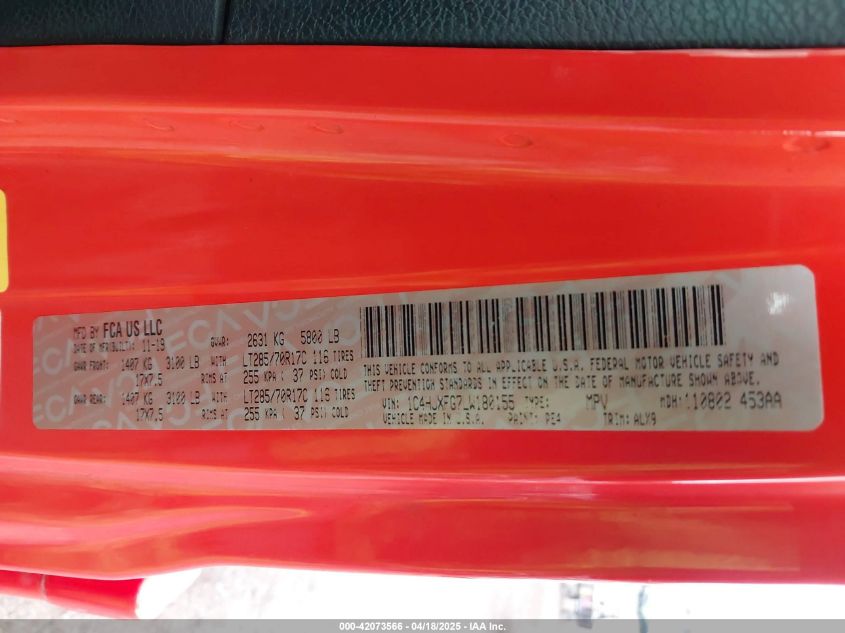 MFD BY FCA US LLC
DATE OF MFR(BUILT): 11-19 GVWR: 2631 KG 5800 LB
GAWR FRONT: 1407 KG 3100 LB WITH LT285/70R17C 116 TIRES
17X7.5 RIMS AT 255 KPA ( 37 PSI) COLD
GAWR REAR: 1407 KG 3100 LB WITH LT285/70R17C 116 TIRES
17X7.5 RIMS AT 255 KPA ( 37 PSI) COLD
THIS VEHICLE CONFORMS TO ALL APPLICABLE U.S.A. FEDERAL MOTOR VEHICLE SAFETY AND
THEFT PREVENTION STANDARDS IN EFFECT ON THE DATE OF MANUFACTURE SHOWN ABOVE.
VIN: TYPE: MPV MDH: 110802 453AA
VEHICLE MADE IN U.S.A. PAINT: PE4 TRIM: ALX9
000-42073566 - 04/18/2025 - IAA Inc.